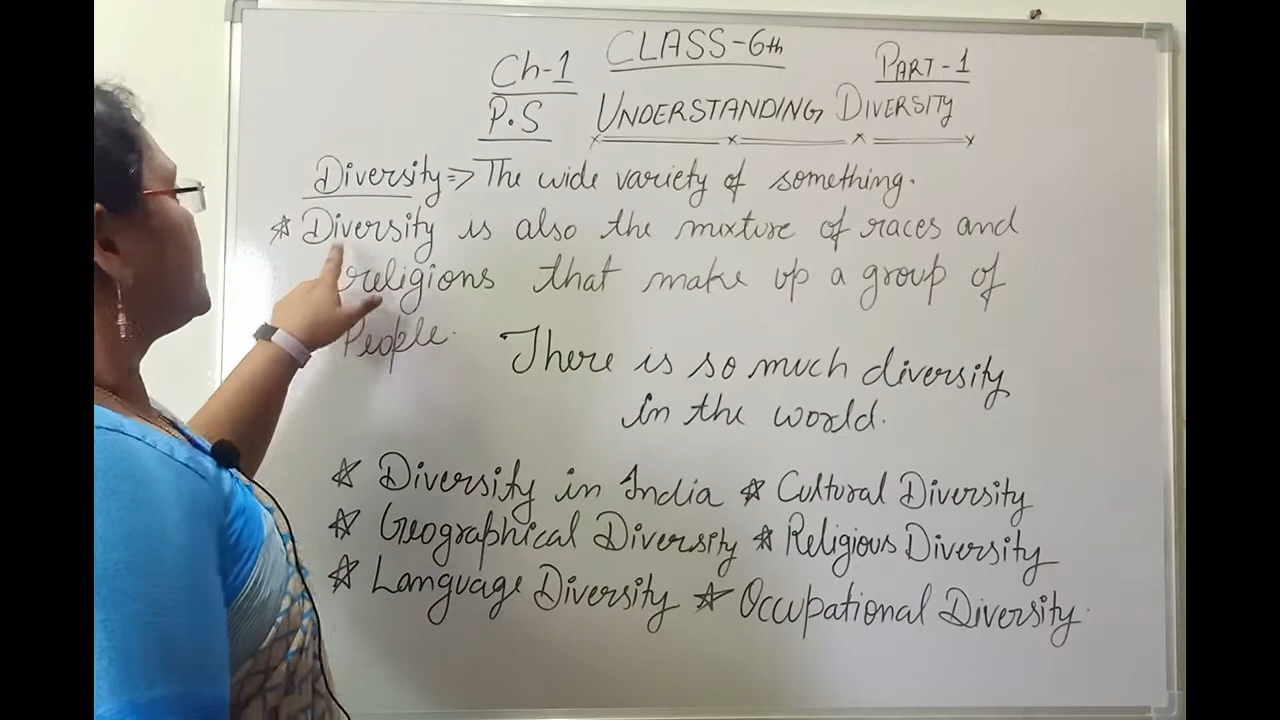 CLASS-6th
Ch-1 PART-1
P.S UNDERSTANDING DIVERSITY
Diversity => The wide variety of something.
☆ Diversity is also the mixture of races and
religions that make up a group of
People.
There is so much diversity
in the world.
☆ Diversity in India ☆ Cultural Diversity
☆ Geographical Diversity ☆ Religious Diversity
☆ Language Diversity ☆ Occupational Diversity.